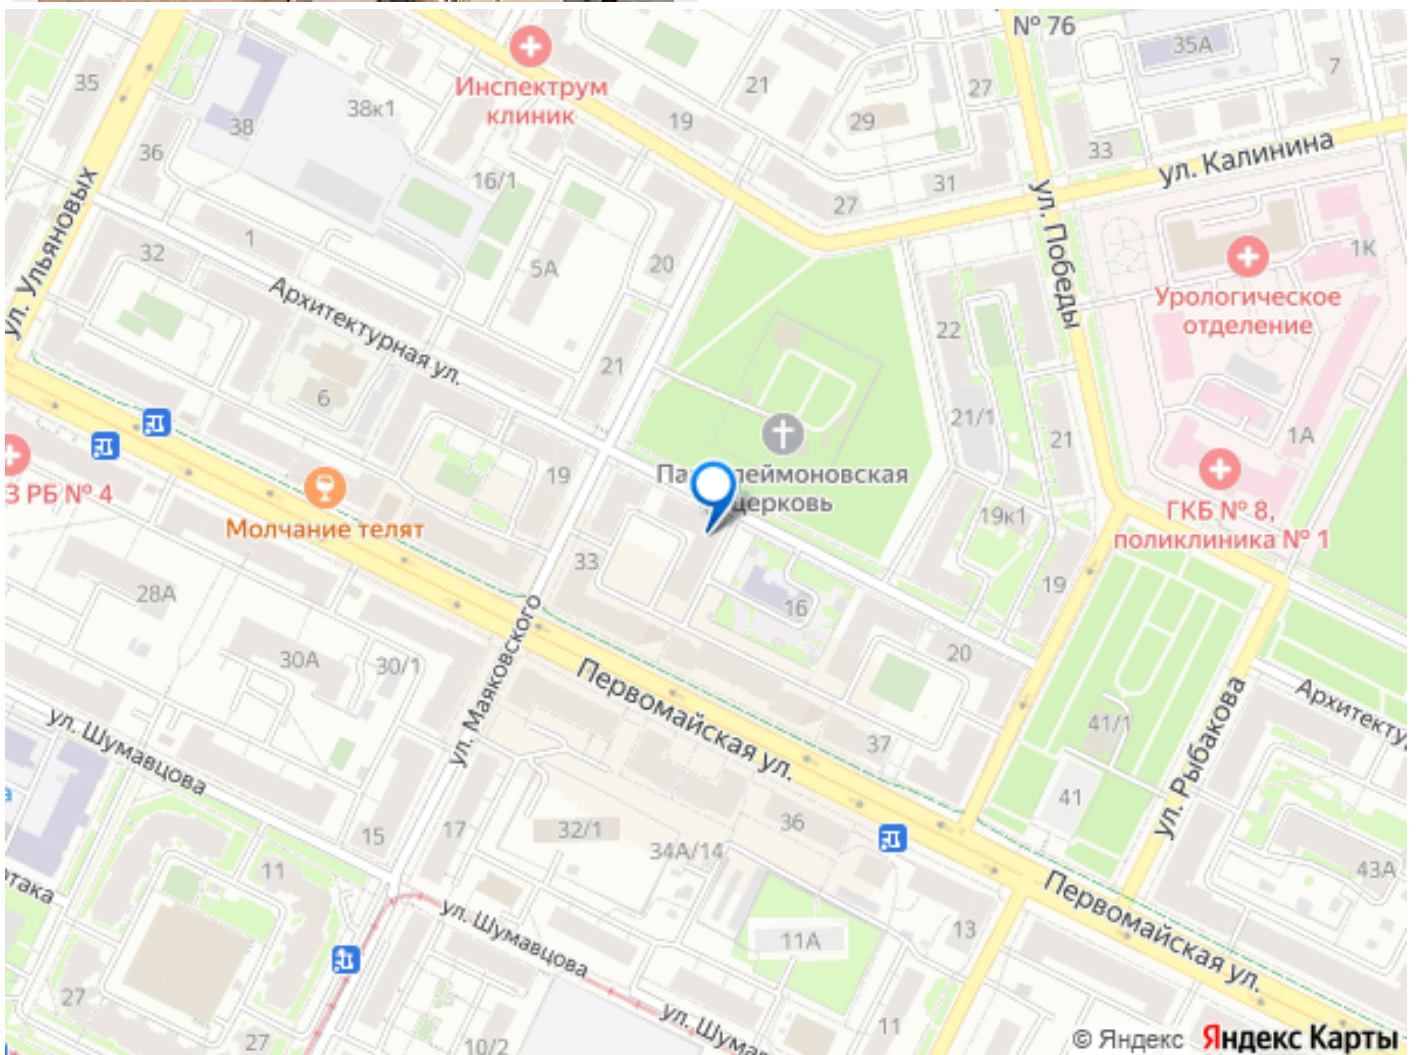 № 76
35А
7
35
Инспектрум
клиник
21
27
38к1
38
19
29
36
33
ул. Калинина
16/1
31
27
ул. Ульяновых
ул. Победы
1
32
5А
20
1К
Архитектурная ул.
Урологическое
отделение
22
21
6
21/1
21
1А
19
З РБ № 4
Молчание телят
церковь
19к1
ГКБ № 8,
поликлиника № 1
33
28А
16
19
30А
30/1
20
ул. Маяковского
Первомайская ул.
ул. Шумавцова
37
41/1
ул. Рыбакова
41
15
17
32/1
34А/14
36
11
43А
Первомайская ул.
ул. Шумавцова
11А
13
27
27
10/2
11
© Яндекс Яндекс Карты